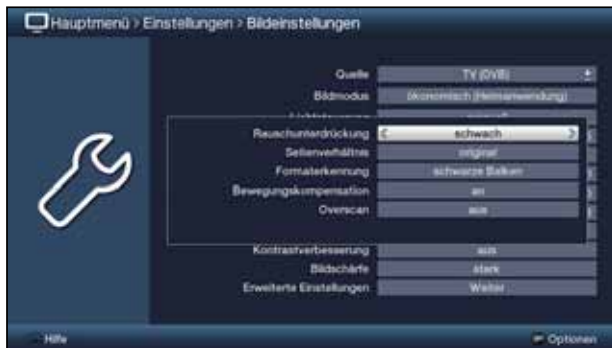 Hauptmenü > Einstellungen > Bildeinstellungen
Quelle TV (DVB)
Bildmodus ökonomisch (Heimanwendung)
Rauschunterdrückung schwach
Seitenverhältnis original
Formaterkennung schwarze Balken
Bewegungskompensation an
Overscan aus
Kontrastverbesserung aus
Bildschärfe stark
Erweiterte Einstellungen Weiter
Hilfe Optionen